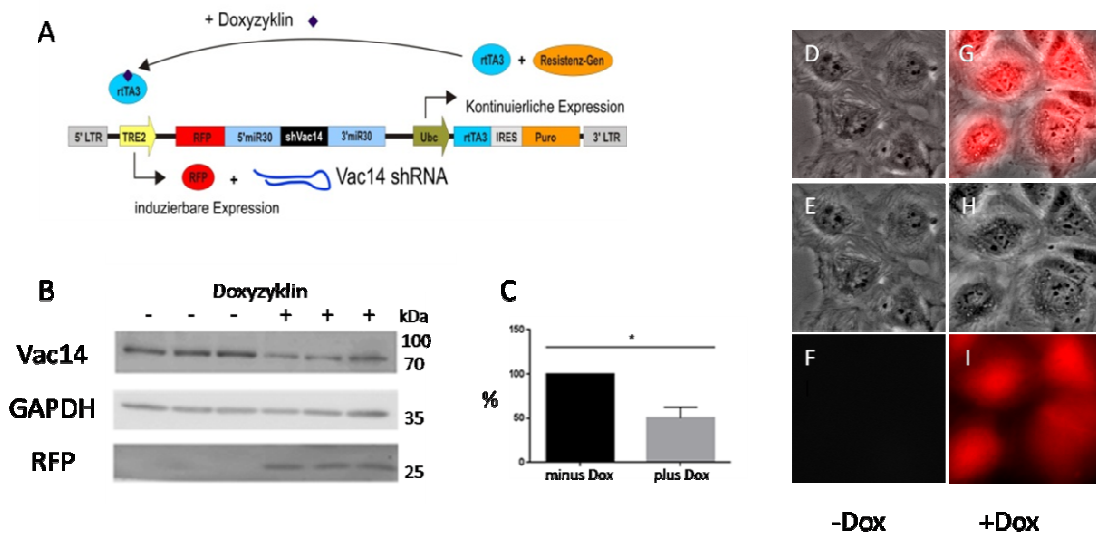 A
+ Doxyzyklin
rtTA3 + Resistenz-Gen
rtTA3
Kontinuierliche Expression
5' LTR TRE2 RFP 5'miR30 shVac14 3'miR30 Ubc rtTA3 IRES Puro 3' LTR
RFP + Vac14 shRNA
induzierbare Expression
B
Doxyzyklin
- - - + + + kDa
Vac14 100
70
GAPDH 35
RFP 25
C
150
*
100
%
50
0
minus Dox plus Dox
D G
E H
F I
-Dox +Dox